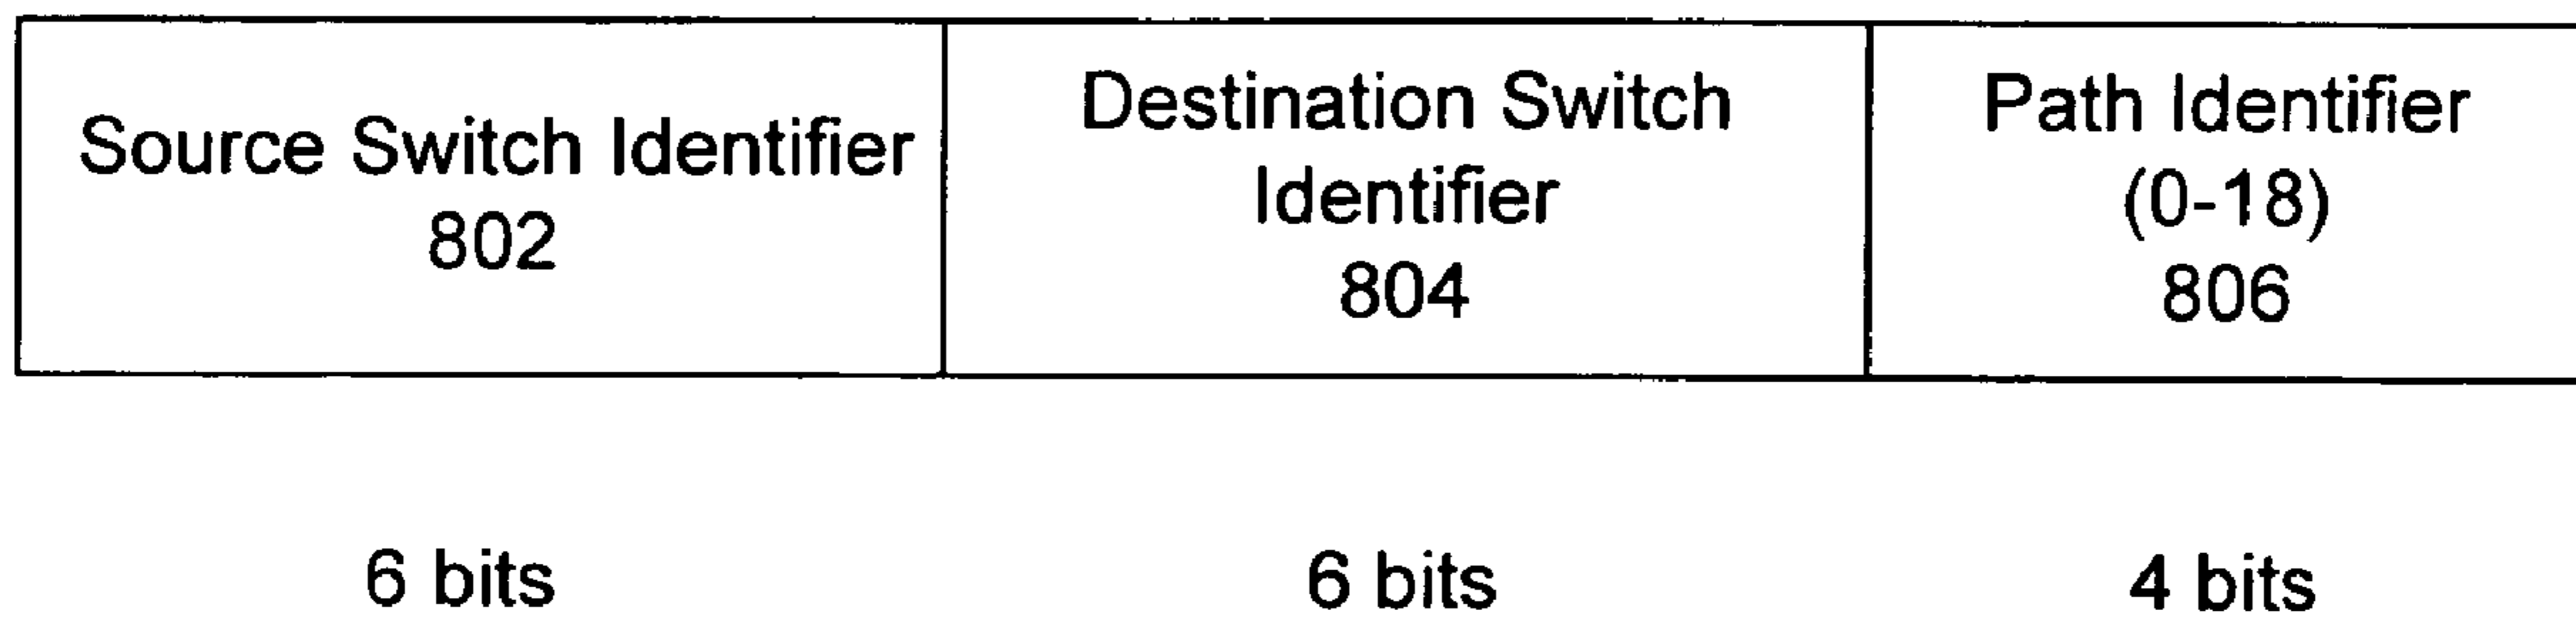 Source Switch Identifier
802
Destination Switch
Identifier
804
Path Identifier
(0-18)
806
6 bits
6 bits
4 bits